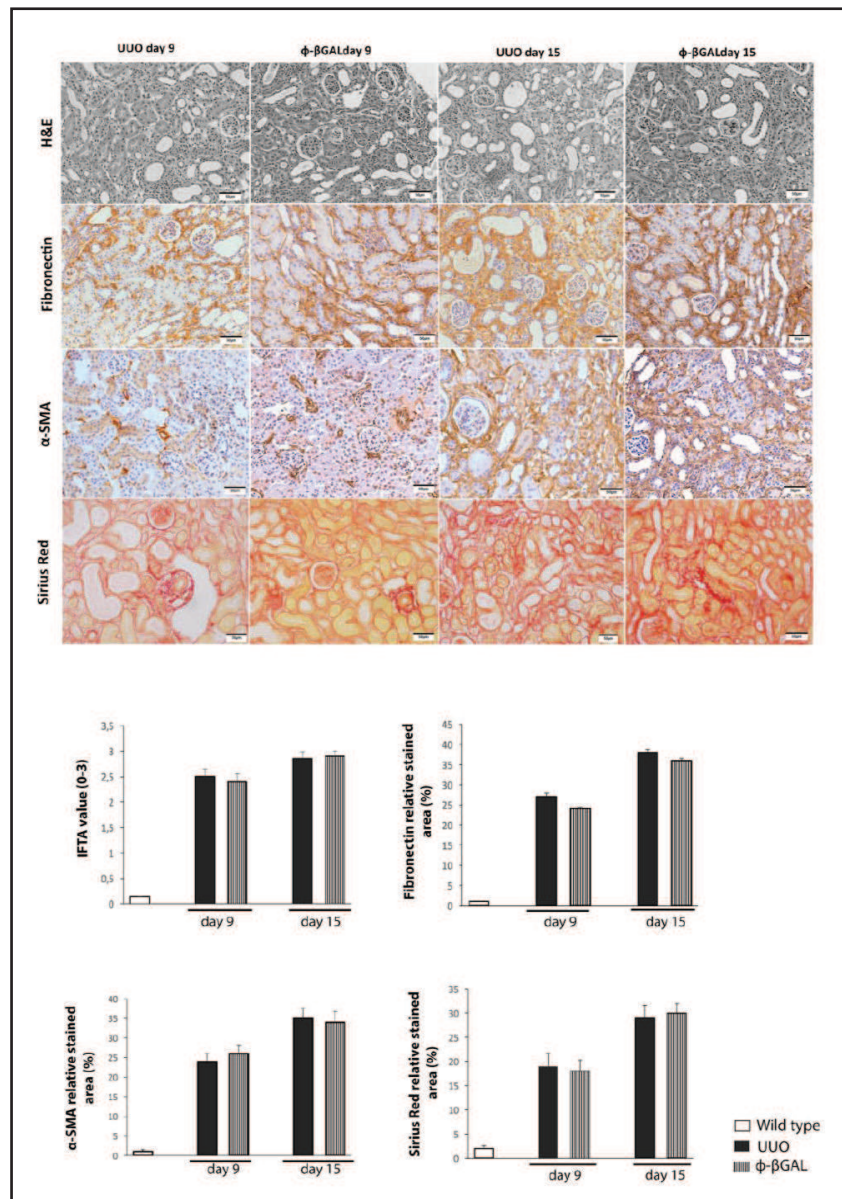 UUO day 9 ϕ-βGALday 9 UUO day 15 ϕ-βGALday 15
H&E
Fibronectin
α-SMA
Sirius Red
IFTA value (0-3)
3,5
3
2,5
2
1,5
1
0,5
0
day 9 day 15
Fibronectin relative stained
area (%)
45
40
35
30
25
20
15
10
5
0
day 9 day 15
α-SMA relative stained
area (%)
40
35
30
25
20
15
10
5
0
day 9 day 15
Sirius Red relative stained
area (%)
35
30
25
20
15
10
5
0
day 9 day 15
Wild type
UUO
ϕ-βGAL